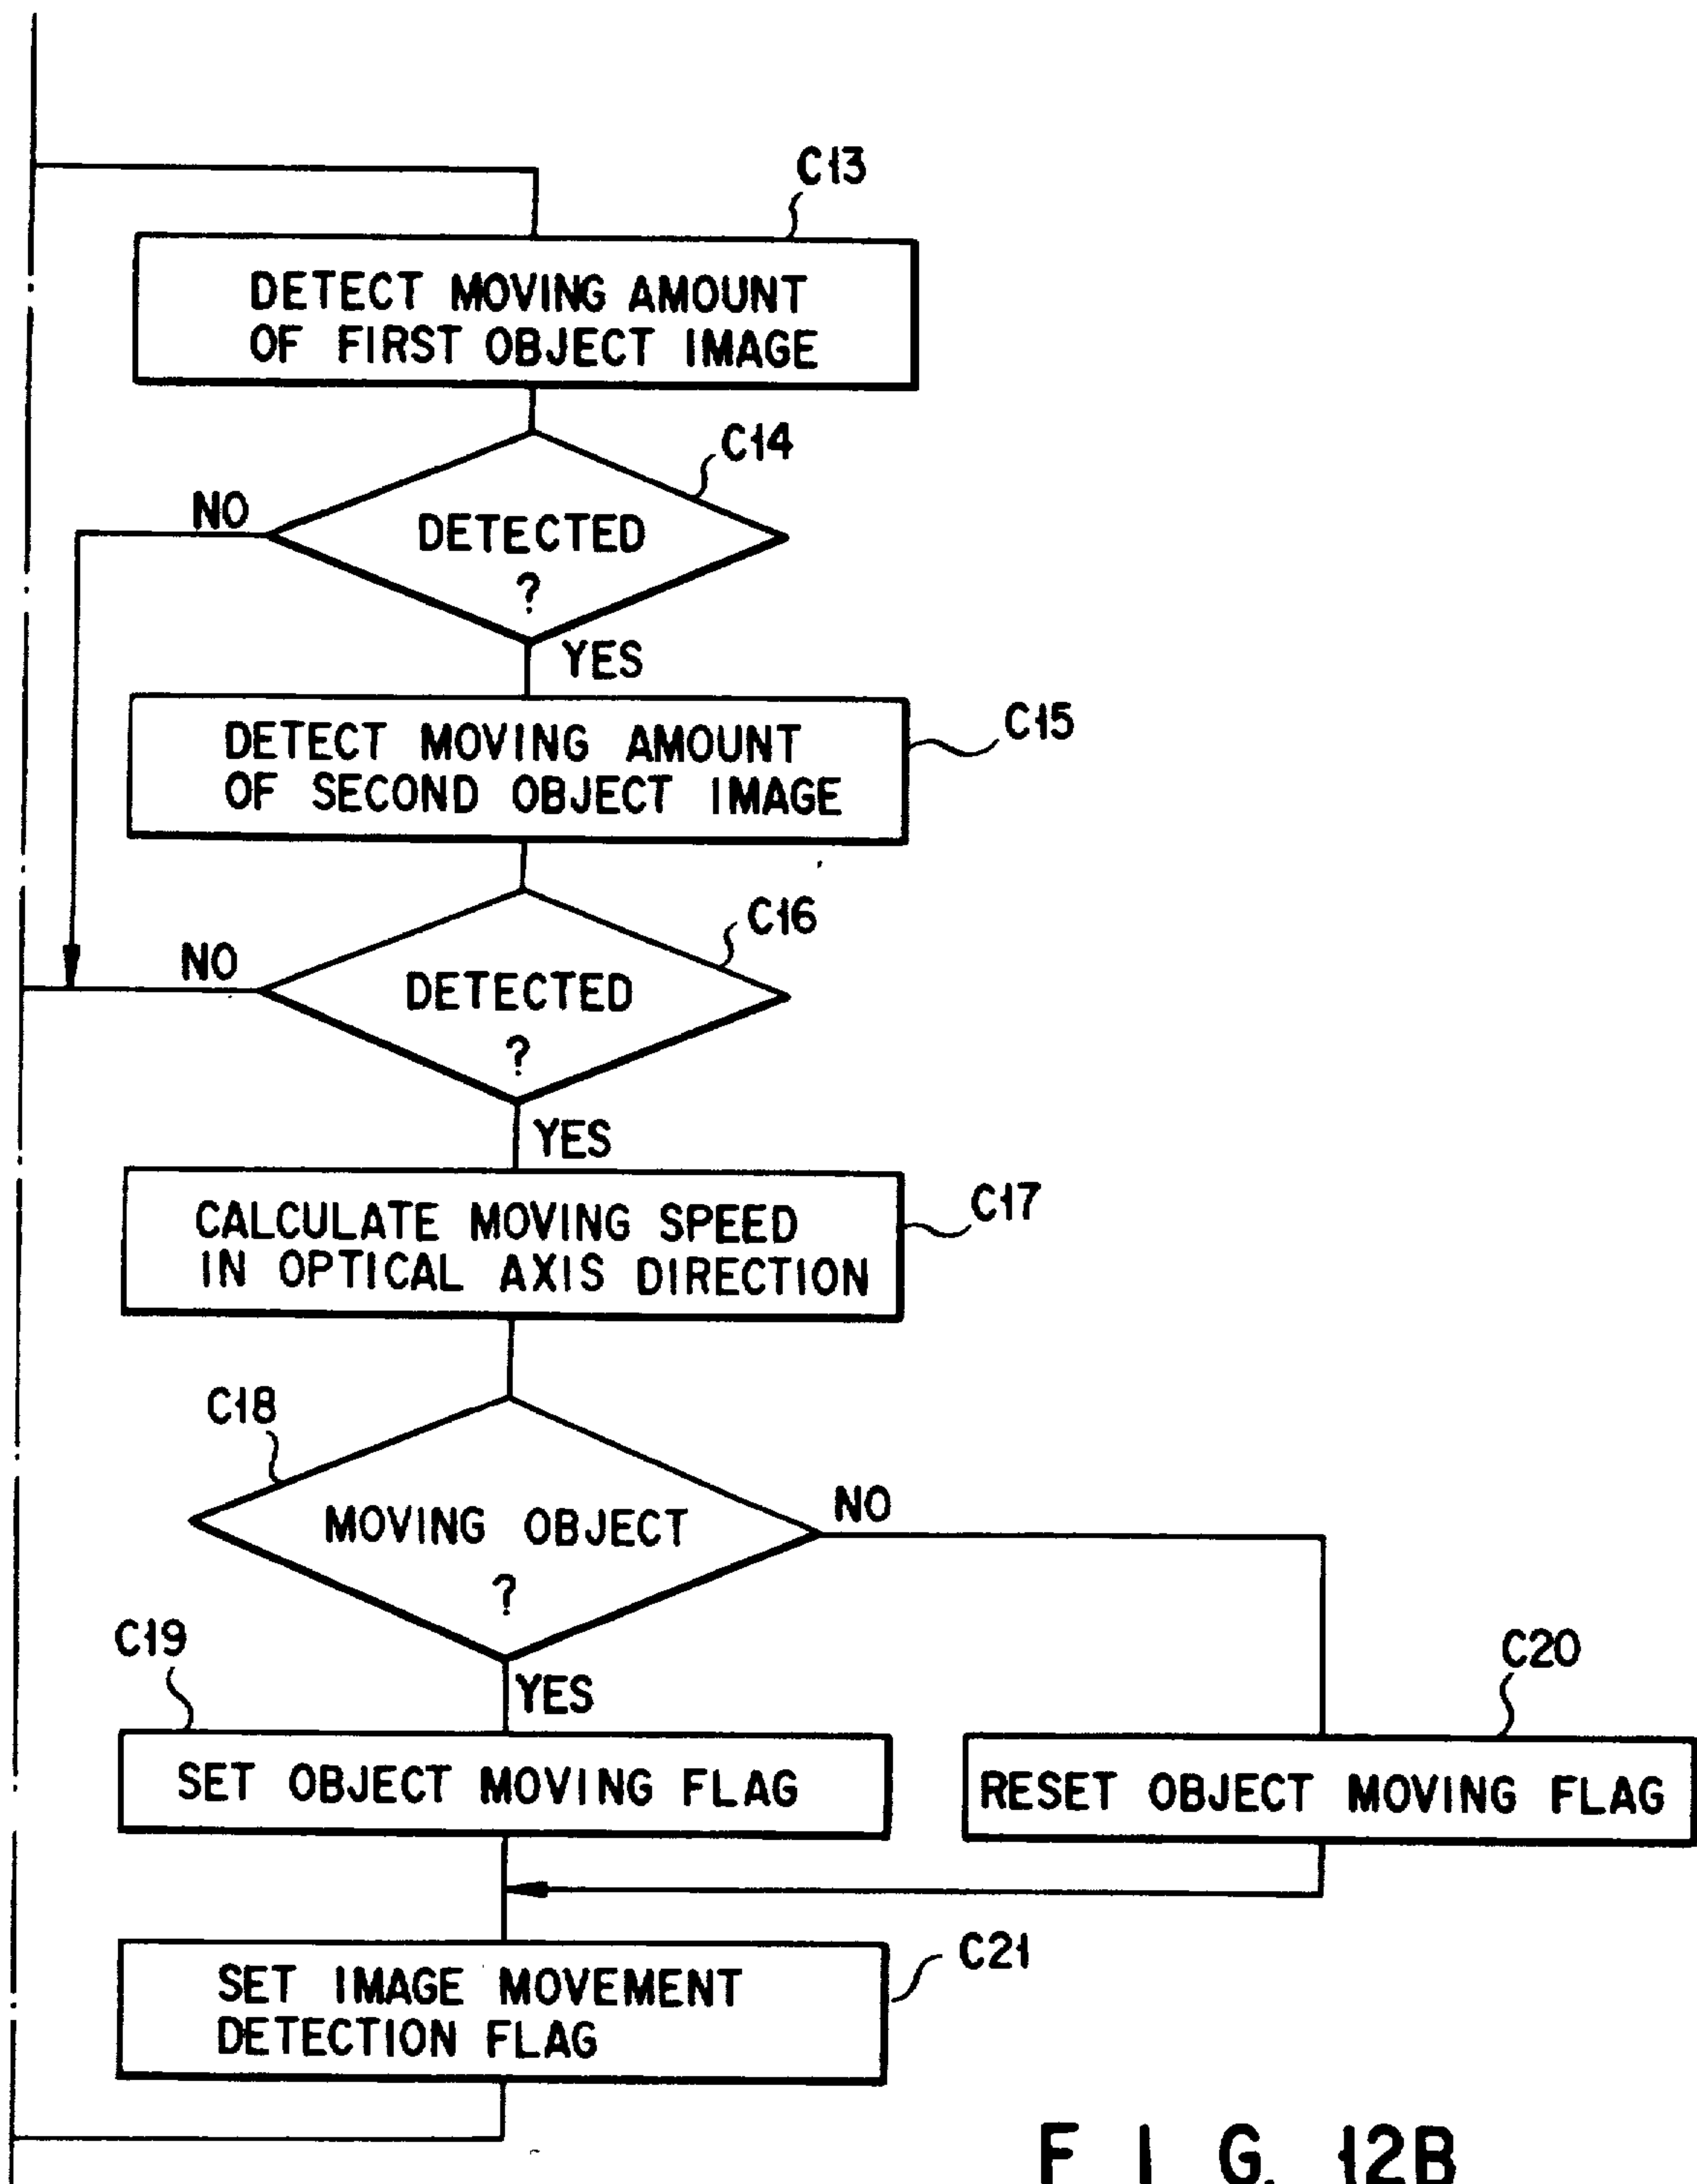 C13
DETECT MOVING AMOUNT
OF FIRST OBJECT IMAGE
C14
NO
DETECTED
?
YES
DETECT MOVING AMOUNT
OF SECOND OBJECT IMAGE
C15
C16
NO
DETECTED
?
YES
CALCULATE MOVING SPEED
IN OPTICAL AXIS DIRECTION
C17
C18
MOVING OBJECT
?
NO
C19
YES
C20
SET OBJECT MOVING FLAG
RESET OBJECT MOVING FLAG
C21
SET IMAGE MOVEMENT
DETECTION FLAG
F I G. 12B